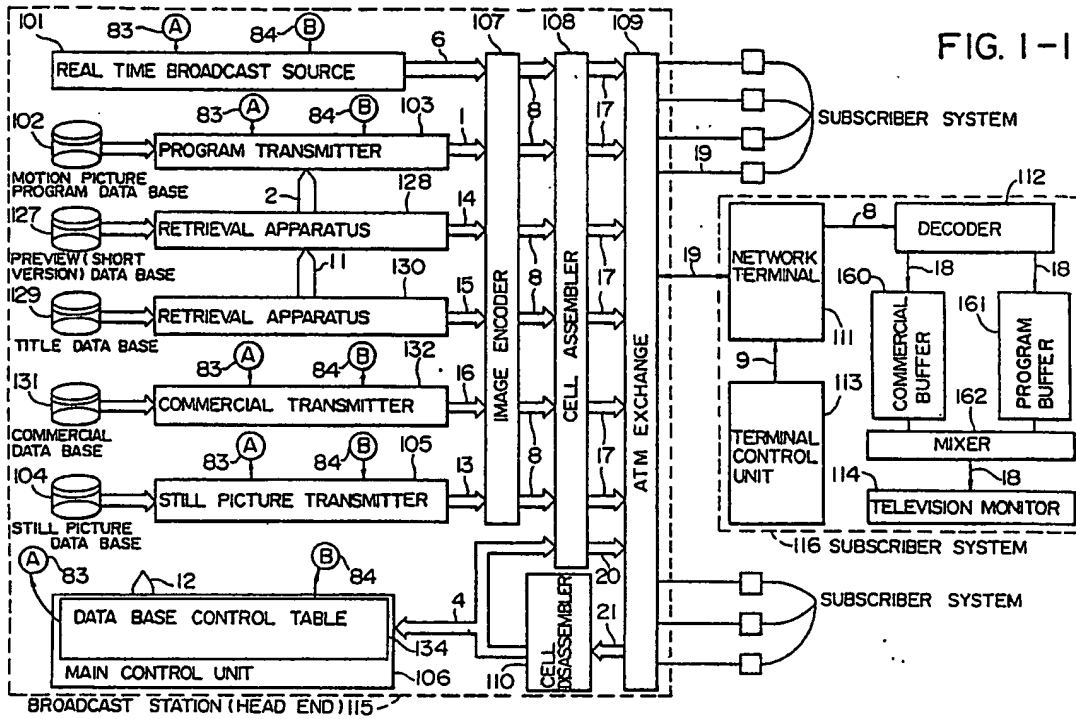 FIG. 1-1
101
A
83
B
84
6
107
108
109
REAL TIME BROADCAST SOURCE
8
17
A
83
B
84
103
102
PROGRAM TRANSMITTER
1
8
17
MOTION PICTURE
PROGRAM DATA BASE
2
128
127
RETRIEVAL APPARATUS
14
8
17
PREVIEW (SHORT
VERSION) DATA BASE
11
130
129
RETRIEVAL APPARATUS
15
8
17
TITLE DATA BASE
A
83
B
84
132
131
COMMERCIAL TRANSMITTER
16
COMMERCIAL
DATA BASE
A
83
B
84
105
8
17
104
STILL PICTURE TRANSMITTER
13
STILL PICTURE
DATA BASE
IMAGE ENCODER
CELL ASSEMBLER
ATM EXCHANGE
A
83
12
B
84
20
DATA BASE CONTROL TABLE
4
21
134
MAIN CONTROL UNIT
106
110
CELL
DISASSEMBLER
BROADCAST STATION (HEAD END) 115
SUBSCRIBER SYSTEM
19
19
112
8
DECODER
NETWORK
TERMINAL
18
18
160
161
111
COMMERCIAL
BUFFER
PROGRAM
BUFFER
9
113
162
TERMINAL
CONTROL
UNIT
MIXER
114
18
TELEVISION MONITOR
116 SUBSCRIBER SYSTEM
SUBSCRIBER SYSTEM